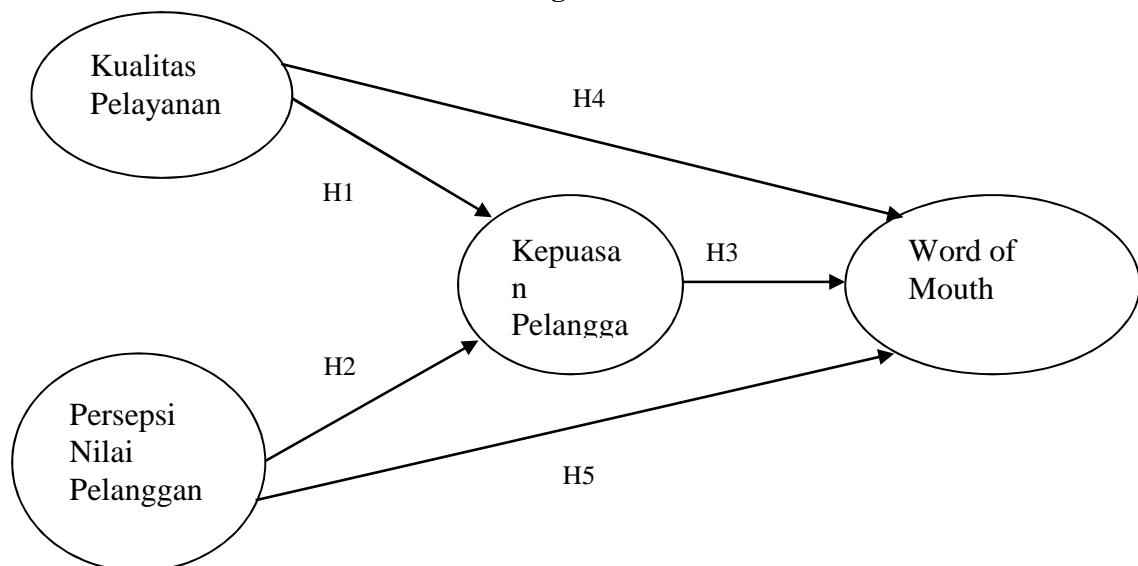 Kualitas
Pelayanan
H4
H1
Kepuasa
n
Pelangga
H3
Word of
Mouth
H2
Persepsi
Nilai
Pelanggan
H5